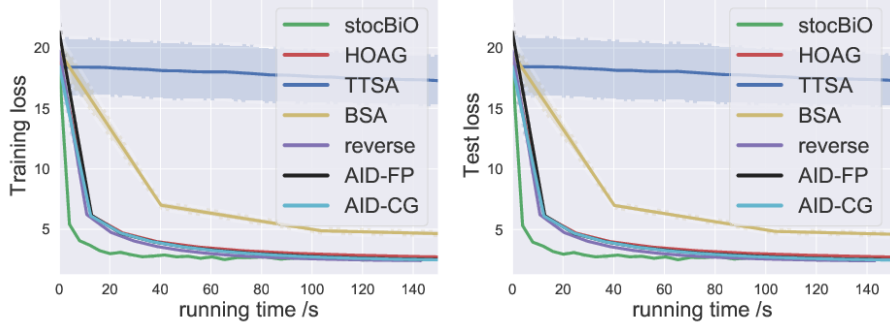 Training loss
20
15
10
5
0 20 40 60 80 100 120 140
running time /s
stocBiO
HOAG
TTSA
BSA
reverse
AID-FP
AID-CG
Test loss
20
15
10
5
0 20 40 60 80 100 120 140
running time /s
stocBiO
HOAG
TTSA
BSA
reverse
AID-FP
AID-CG